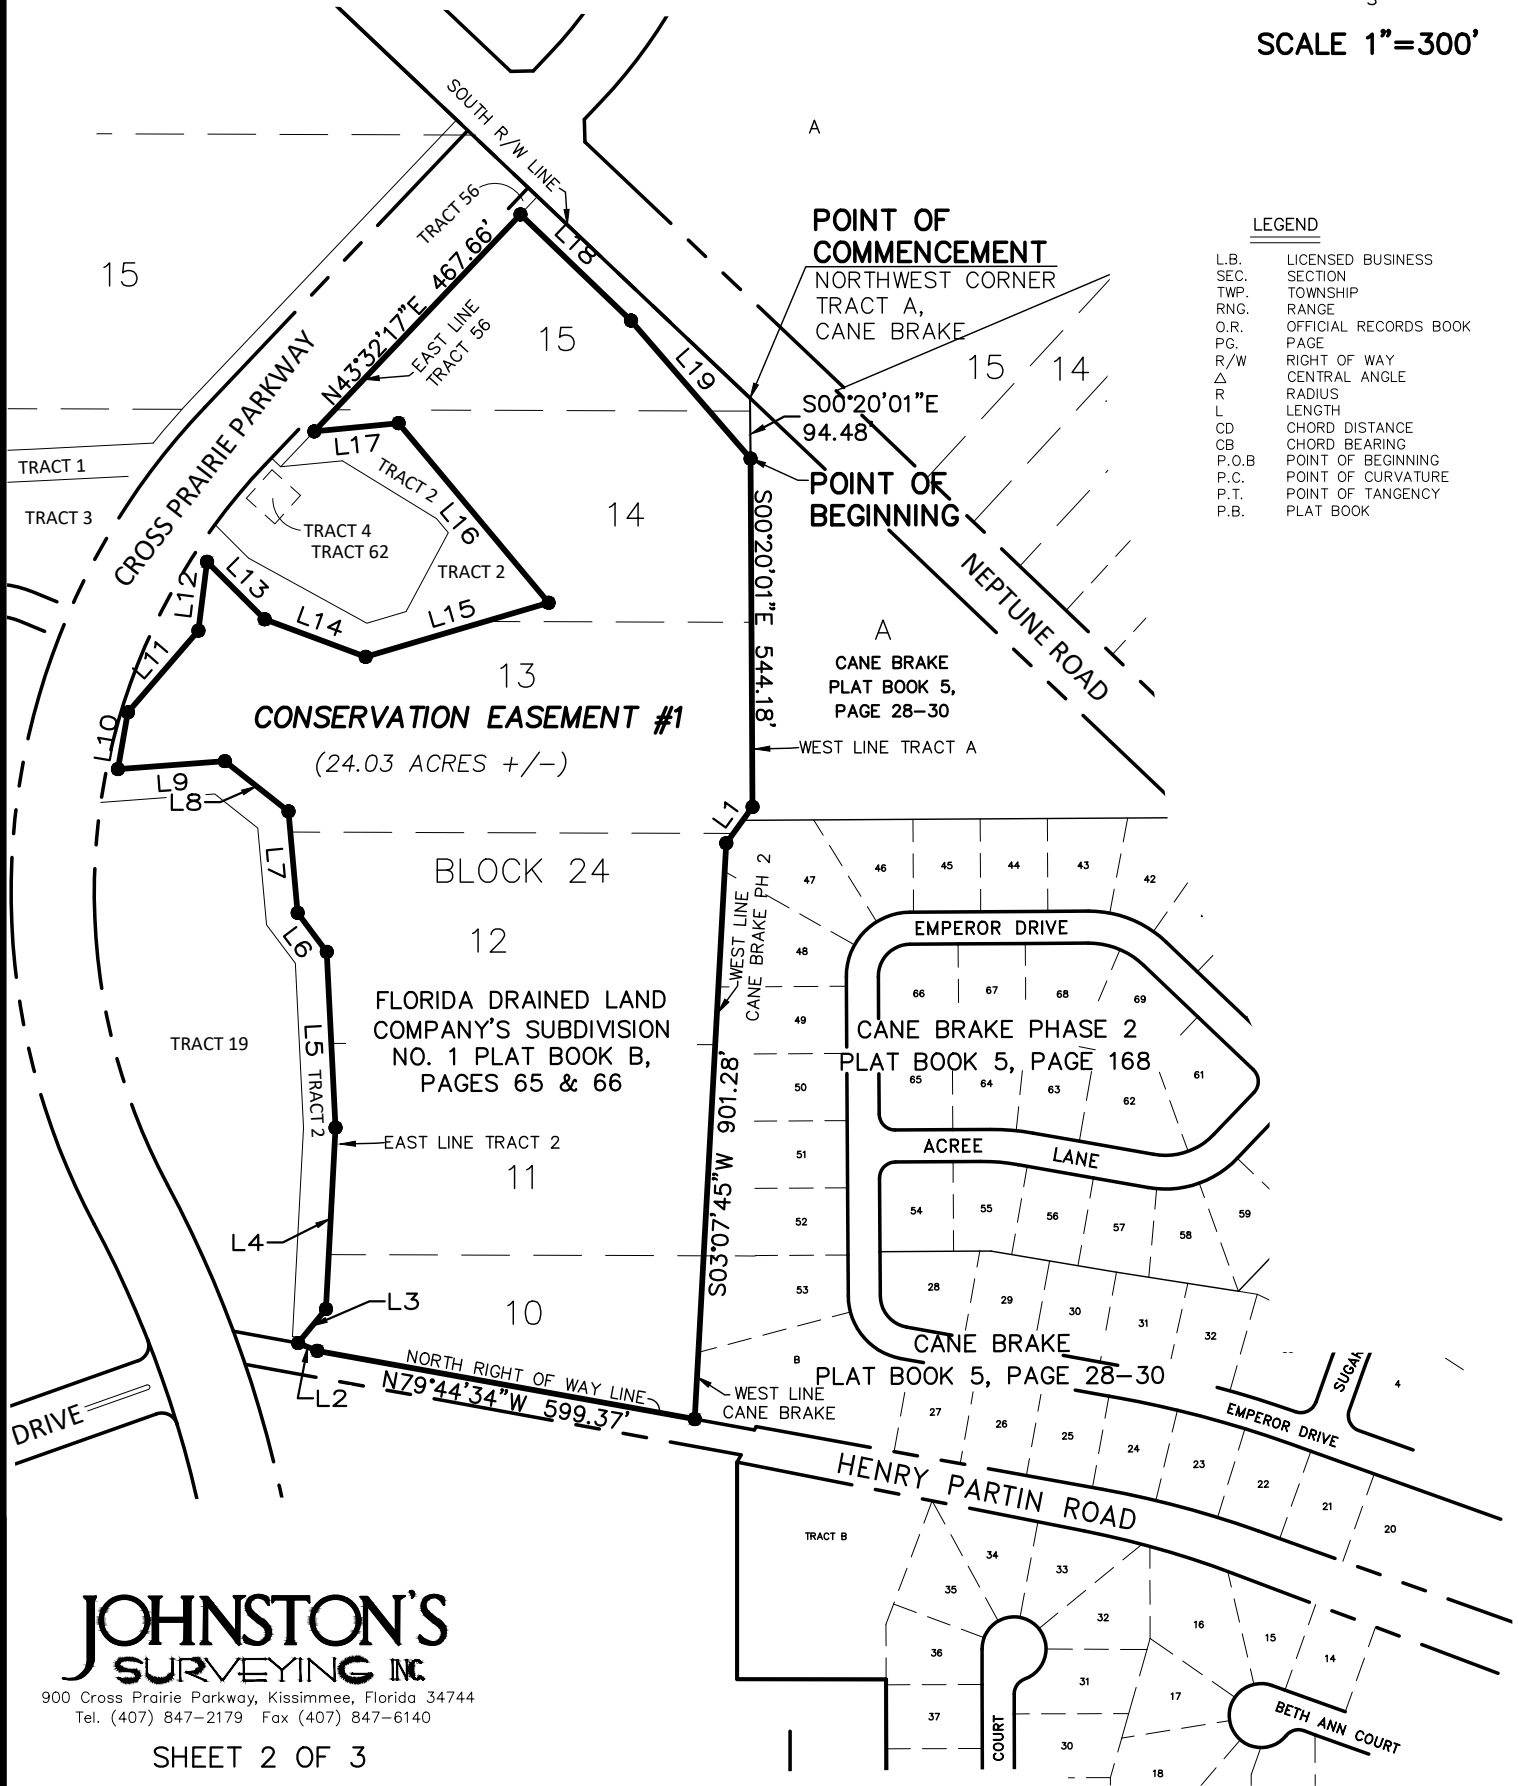 S
SCALE 1"=300'
SOUTH R/W LINE
A
TRACT 56
L18
POINT OF
COMMENCEMENT
NORTHWEST CORNER
TRACT A,
CANE BRAKE
LEGEND
L.B. LICENSED BUSINESS
SEC. SECTION
TWP. TOWNSHIP
RNG. RANGE
O.R. OFFICIAL RECORDS BOOK
PG. PAGE
R/W RIGHT OF WAY
△ CENTRAL ANGLE
R RADIUS
L LENGTH
CD CHORD DISTANCE
CB CHORD BEARING
P.O.B POINT OF BEGINNING
P.C. POINT OF CURVATURE
P.T. POINT OF TANGENCY
P.B. PLAT BOOK
15
N43°32'17"E 467.66'
EAST LINE
TRACT 56
15
L19
15
14
S00°20'01"E
94.48'
CROSS PRAIRIE PARKWAY
L17
TRACT 1
TRACT 2
L16
POINT OF
BEGINNING
TRACT 3
TRACT 4
TRACT 62
14
TRACT 2
S00°20'01"E 544.18'
NEPTUNE ROAD
L12
L13
L14
L15
L11
13
A
CANE BRAKE
PLAT BOOK 5,
PAGE 28-30
CONSERVATION EASEMENT #1
(24.03 ACRES +/-)
WEST LINE TRACT A
L10
L9
L8
L1
L7
BLOCK 24
WEST LINE
CANE BRAKE PH 2
47
46
45
44
43
42
L6
12
EMPEROR DRIVE
48
66
67
68
69
FLORIDA DRAINED LAND
COMPANY'S SUBDIVISION
NO. 1 PLAT BOOK B,
PAGES 65 & 66
49
CANE BRAKE PHASE 2
PLAT BOOK 5, PAGE 168
TRACT 19
L5
TRACT 2
50
65
64
63
62
61
EAST LINE TRACT 2
S03°07'45"W 901.28'
51
ACREE LANE
11
L4
52
54
55
56
57
58
59
L3
10
53
28
29
30
31
32
NORTH RIGHT OF WAY LINE
N79°44'34"W 599.37'
L2
B
CANE BRAKE
PLAT BOOK 5, PAGE 28-30
WEST LINE
CANE BRAKE
SUGAR
4
DRIVE
27
26
25
24
23
22
21
20
EMPEROR DRIVE
HENRY PARTIN ROAD
TRACT B
34
33
35
32
36
31
37
30
COURT
16
15
14
17
18
BETH ANN COURT
JOHNSTON'S
SURVEYING INC.
900 Cross Prairie Parkway, Kissimmee, Florida 34744
Tel. (407) 847-2179 Fax (407) 847-6140
SHEET 2 OF 3